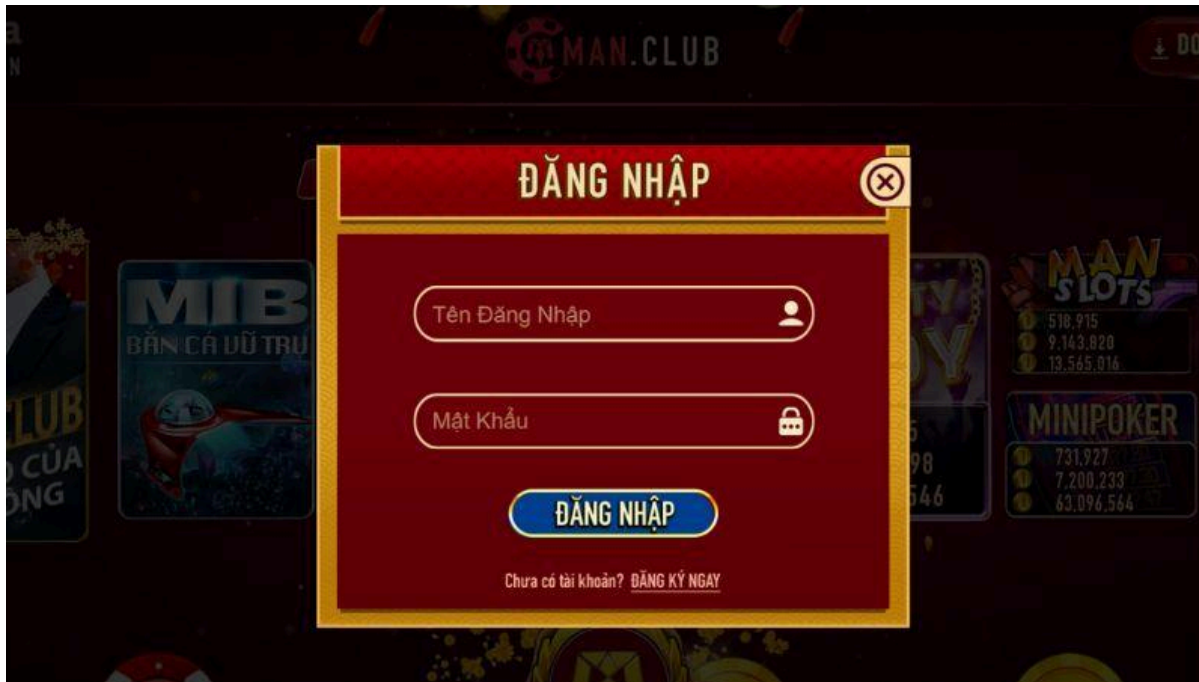 MAN.CLUB
ĐĂNG NHẬP
Tên Đăng Nhập
Mật Khẩu
ĐĂNG NHẬP
Chưa có tài khoản? ĐĂNG KÝ NGAY
MIB
BẮN CÁ VŨ TRỤ
CLUB
CỦA
MAN
SLOTS
518,915
9,143,820
13,565,016
MINIPOKER
731,927
7,200,233
63,096,564